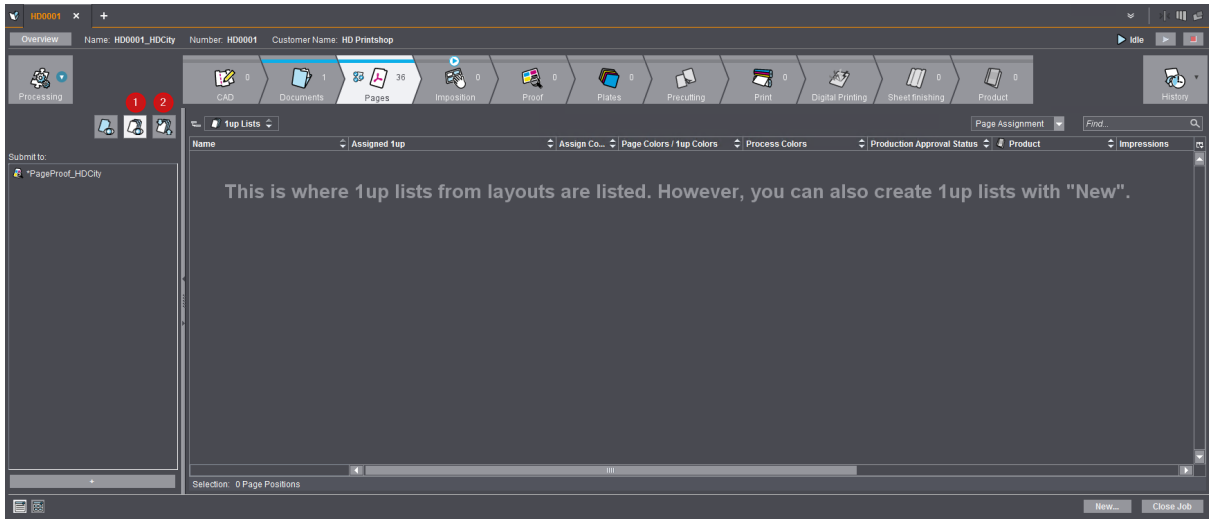 HD0001 × +
Overview Name: HD0001_HDCity Number: HD0001 Customer Name: HD Printshop Idle
Processing
0 CAD
1 Documents
36 Pages
0 Imposition
0 Proof
0 Plates
Precutting
0 Print
Digital Printing
0 Sheet finishing
0 Product
History
1 2
1up Lists Page Assignment Find...
Submit to:
*PageProof_HDCity
Name Assigned 1up Assign Co... Page Colors / 1up Colors Process Colors Production Approval Status Product Impressions
This is where 1up lists from layouts are listed. However, you can also create 1up lists with "New".
+
Selection: 0 Page Positions
New... Close Job